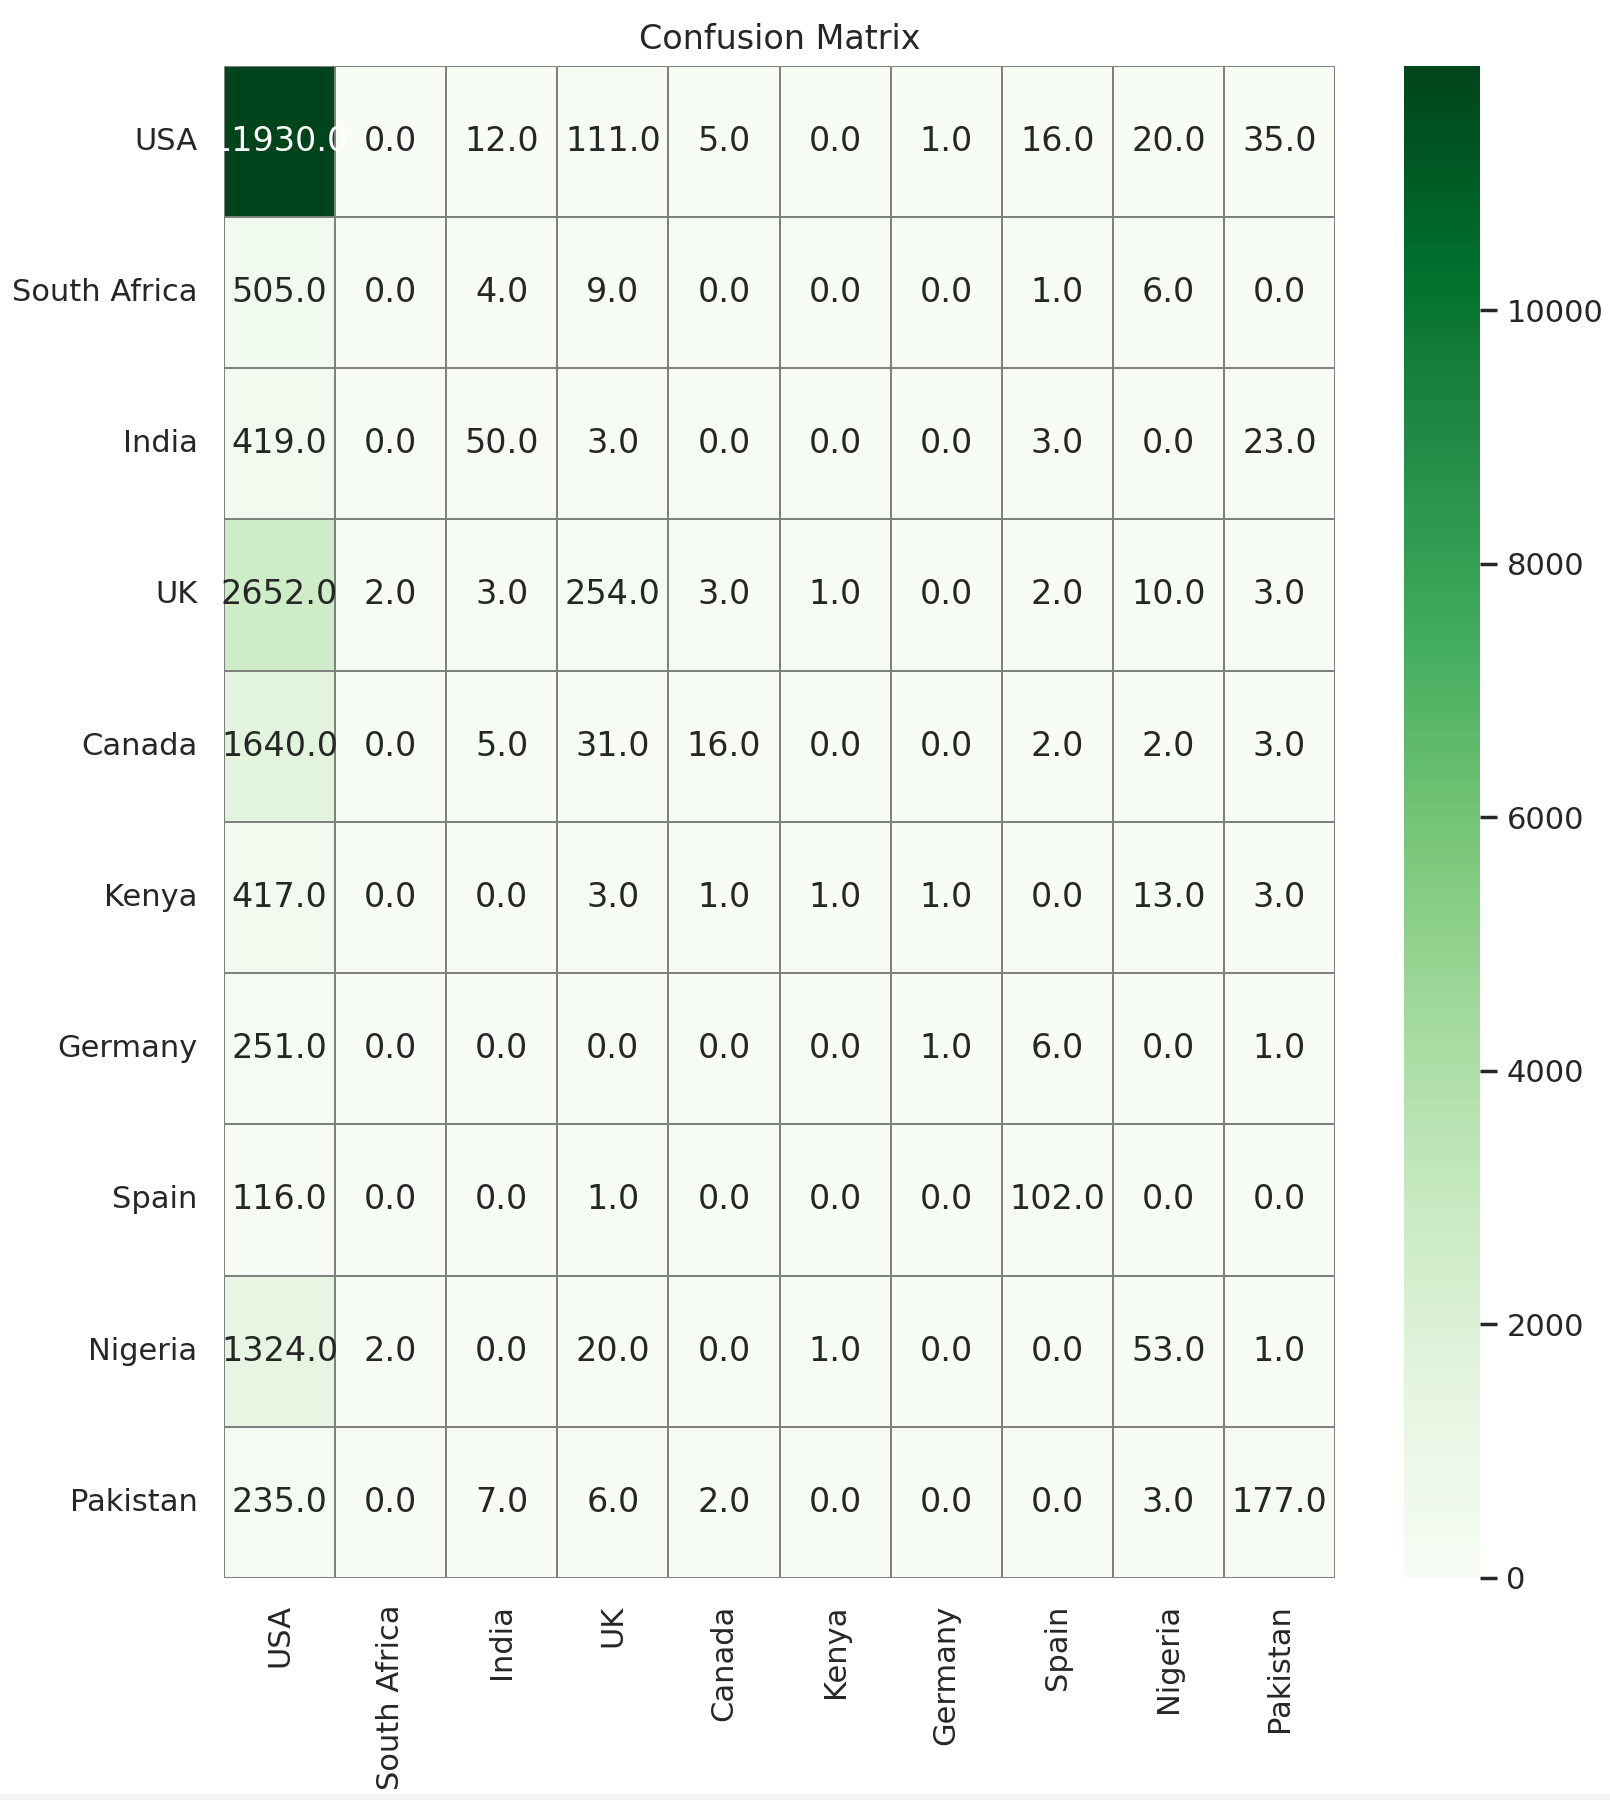 Confusion Matrix
USA 11930.0 0.0 12.0 111.0 5.0 0.0 1.0 16.0 20.0 35.0
South Africa 505.0 0.0 4.0 9.0 0.0 0.0 0.0 1.0 6.0 0.0
India 419.0 0.0 50.0 3.0 0.0 0.0 0.0 3.0 0.0 23.0
UK 2652.0 2.0 3.0 254.0 3.0 1.0 0.0 2.0 10.0 3.0
Canada 1640.0 0.0 5.0 31.0 16.0 0.0 0.0 2.0 2.0 3.0
Kenya 417.0 0.0 0.0 3.0 1.0 1.0 1.0 0.0 13.0 3.0
Germany 251.0 0.0 0.0 0.0 0.0 0.0 1.0 6.0 0.0 1.0
Spain 116.0 0.0 0.0 1.0 0.0 0.0 0.0 102.0 0.0 0.0
Nigeria 1324.0 2.0 0.0 20.0 0.0 1.0 0.0 0.0 53.0 1.0
Pakistan 235.0 0.0 7.0 6.0 2.0 0.0 0.0 0.0 3.0 177.0
USA South Africa India UK Canada Kenya Germany Spain Nigeria Pakistan
10000
8000
6000
4000
2000
0